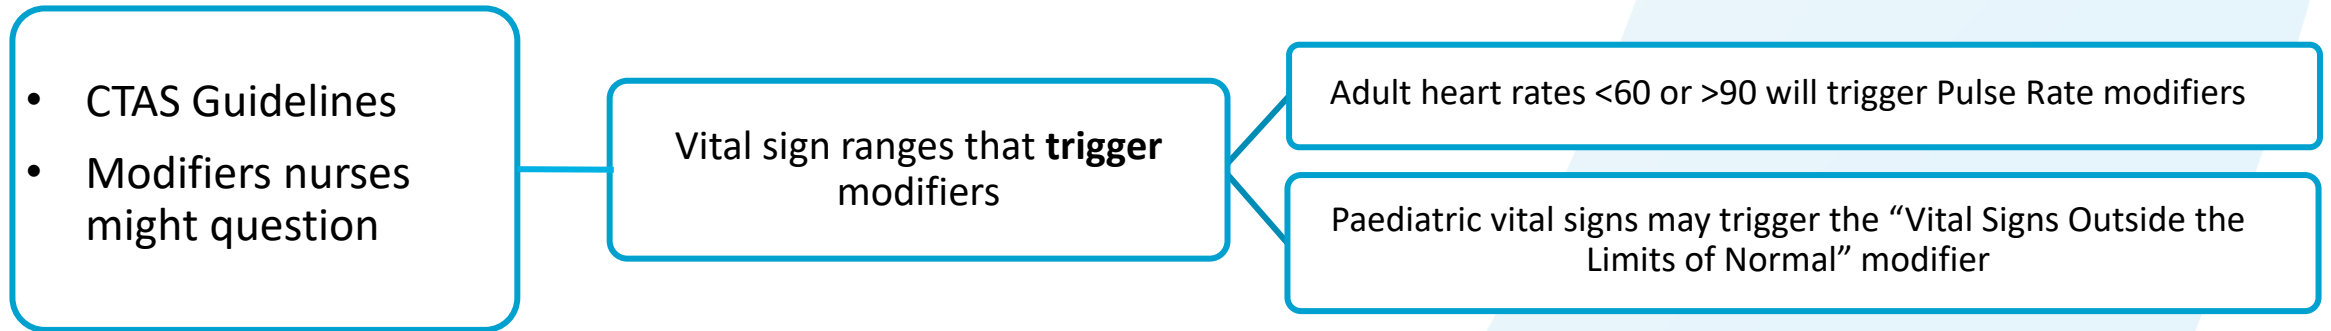 • CTAS Guidelines
• Modifiers nurses
might question
Vital sign ranges that trigger
modifiers
Adult heart rates <60 or >90 will trigger Pulse Rate modifiers
Paediatric vital signs may trigger the “Vital Signs Outside the
Limits of Normal” modifier